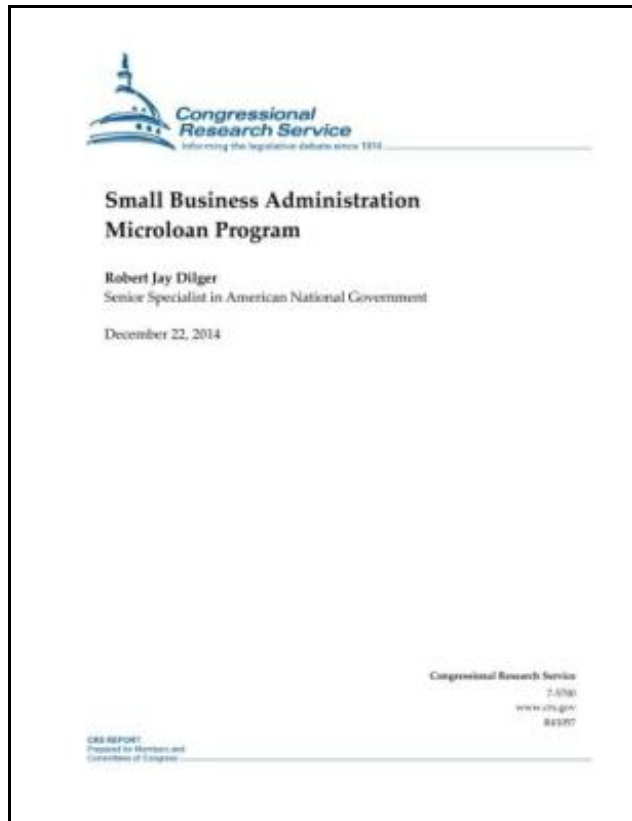 Congressional
Research Service
Informing the legislative debate since 1914
Small Business Administration
Microloan Program
Robert Jay Dilger
Senior Specialist in American National Government
December 22, 2014
Congressional Research Service
7-5700
www.crs.gov
R41057
CRS REPORT
Prepared for Members and
Committees of Congress